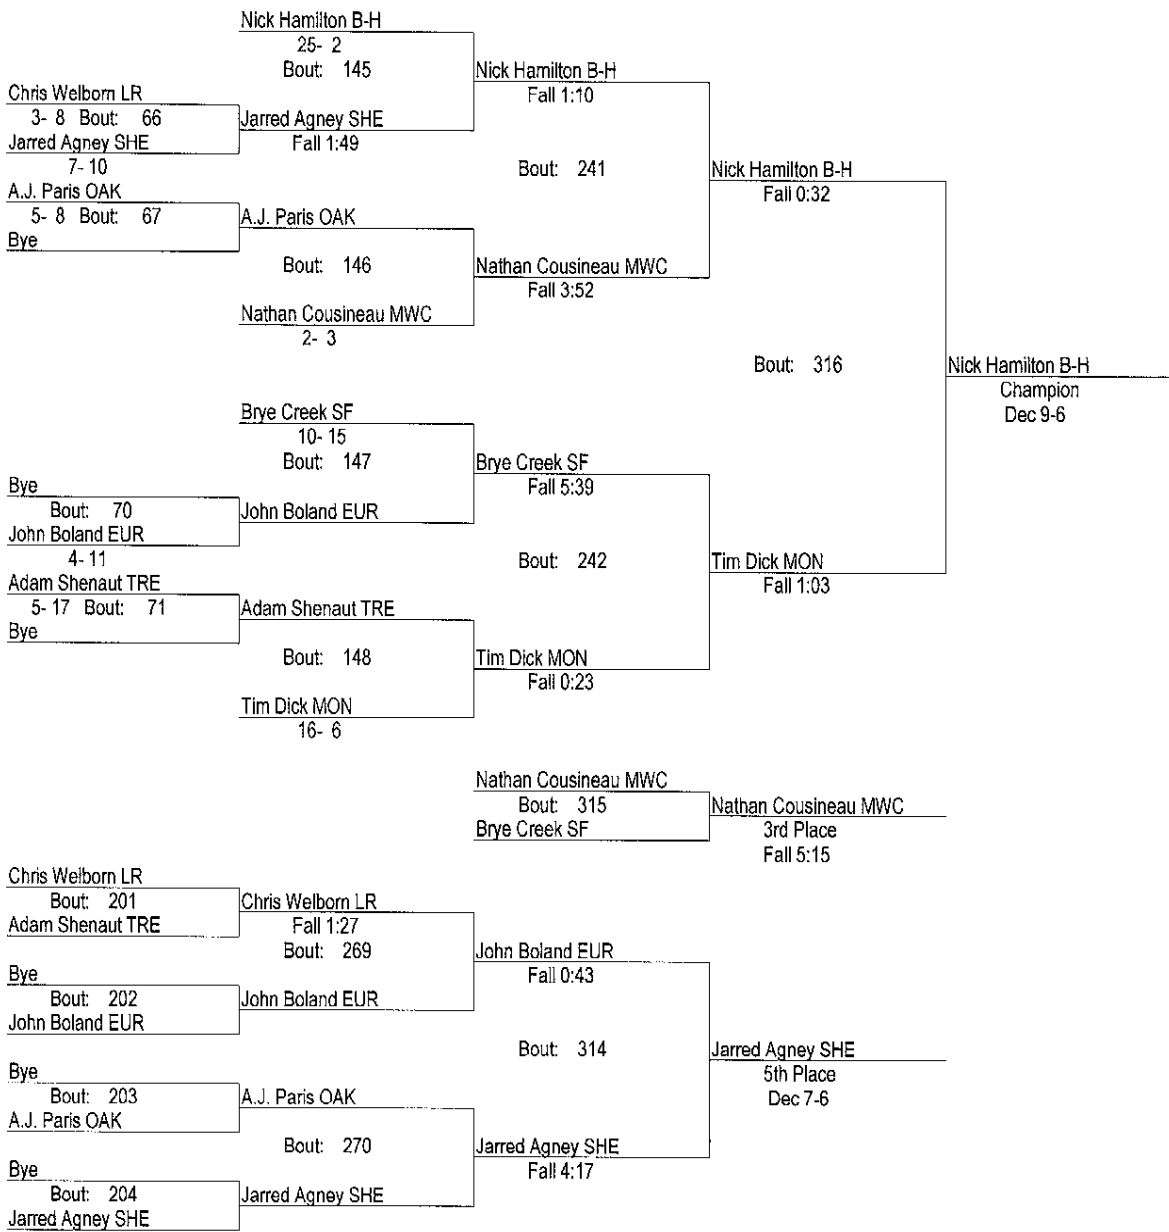 Nick Hamilton B-H
25- 2
Bout: 145
Nick Hamilton B-H
Fall 1:10
Chris Welborn LR
3- 8 Bout: 66
Jarred Agney SHE
Jarred Agney SHE
Fall 1:49
7- 10
Bout: 241
Nick Hamilton B-H
Fall 0:32
A.J. Paris OAK
5- 8 Bout: 67
A.J. Paris OAK
Bye
Bout: 146
Nathan Cousineau MWC
Fall 3:52
Nathan Cousineau MWC
2- 3
Bout: 316
Nick Hamilton B-H
Champion
Dec 9-6
Brye Creek SF
10- 15
Bout: 147
Brye Creek SF
Fall 5:39
Bye
Bout: 70
John Boland EUR
John Boland EUR
4- 11
Bout: 242
Tim Dick MON
Fall 1:03
Adam Shenaut TRE
5- 17 Bout: 71
Adam Shenaut TRE
Bye
Bout: 148
Tim Dick MON
Fall 0:23
Tim Dick MON
16- 6
Nathan Cousineau MWC
Bout: 315
Nathan Cousineau MWC
Brye Creek SF
3rd Place
Fall 5:15
Chris Welborn LR
Bout: 201
Chris Welborn LR
Adam Shenaut TRE
Fall 1:27
Bout: 269
John Boland EUR
Fall 0:43
Bye
Bout: 202
John Boland EUR
John Boland EUR
Bout: 314
Jarred Agney SHE
5th Place
Dec 7-6
Bye
Bout: 203
A.J. Paris OAK
A.J. Paris OAK
Bout: 270
Jarred Agney SHE
Fall 4:17
Bye
Bout: 204
Jarred Agney SHE
Jarred Agney SHE